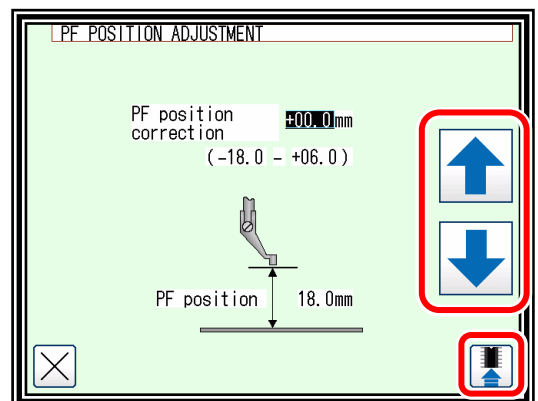 PF POSITION ADJUSTMENT
PF position ±00.0mm
correction
(-18.0 - +06.0)
PF position 18.0mm